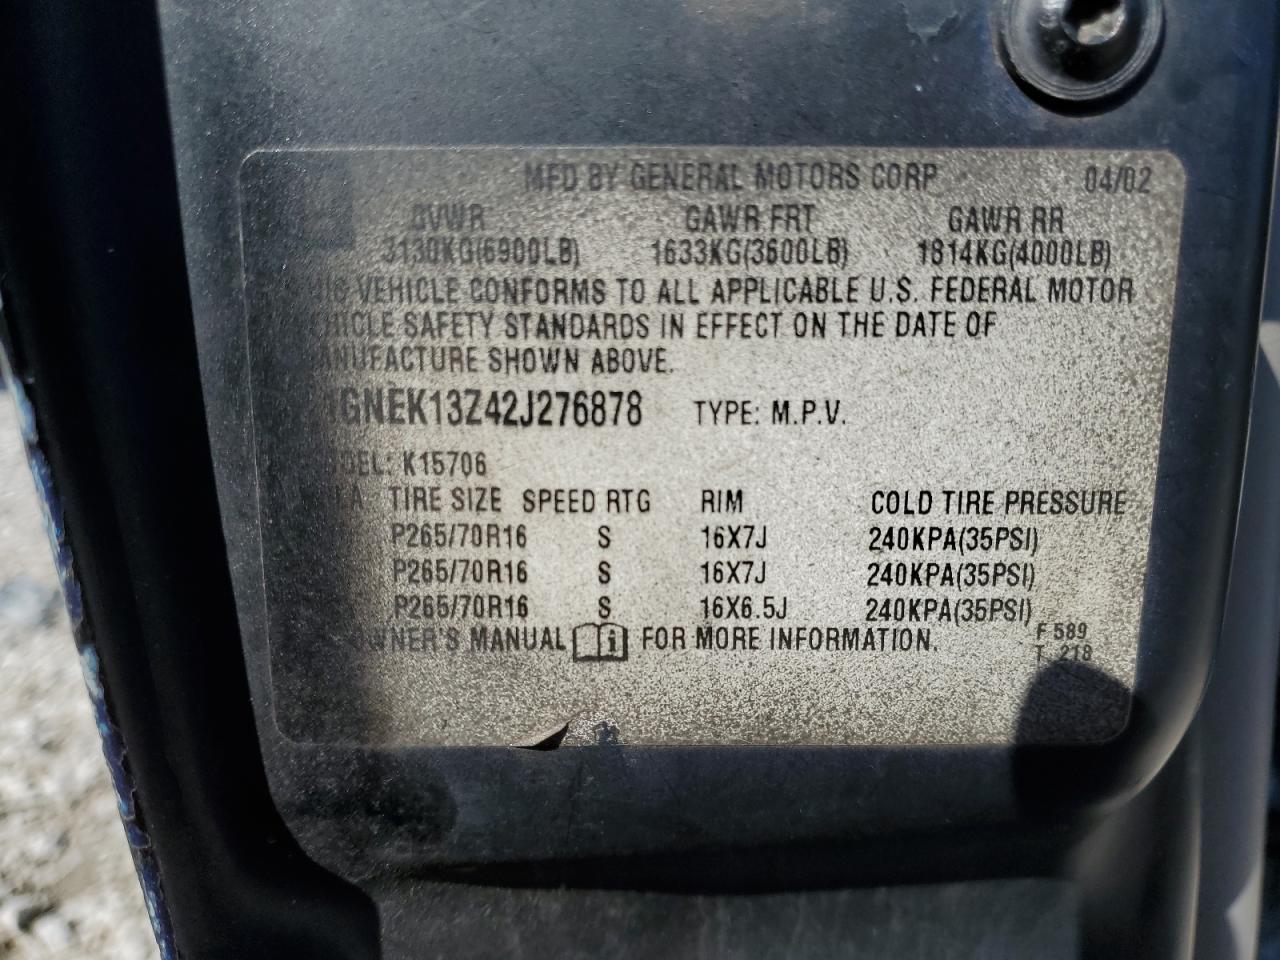 MFD BY GENERAL MOTORS CORP 04/02
GVWR GAWR FRT GAWR RR
3130KG(6900LB) 1633KG(3600LB) 1814KG(4000LB)
VEHICLE CONFORMS TO ALL APPLICABLE U.S. FEDERAL MOTOR
VEHICLE SAFETY STANDARDS IN EFFECT ON THE DATE OF
MANUFACTURE SHOWN ABOVE.
1GNEK13Z42J276878 TYPE: M.P.V.
MODEL: K15706
TIRE SIZE SPEED RTG RIM COLD TIRE PRESSURE
P265/70R16 S 16X7J 240KPA(35PSI)
P265/70R16 S 16X7J 240KPA(35PSI)
P265/70R16 S 16X6.5J 240KPA(35PSI)
OWNER'S MANUAL FOR MORE INFORMATION.
F 589
T 218